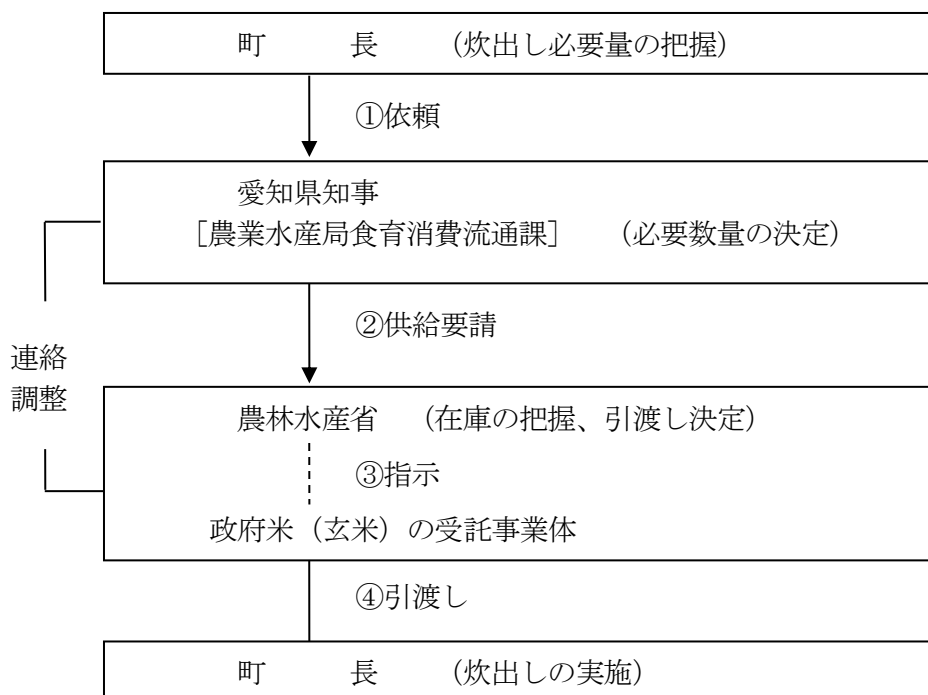 町　　　長　　（炊出し必要量の把握）
①依頼
愛知県知事
［農業水産局食育消費流通課］　　（必要数量の決定）
②供給要請
連絡
調整
農林水産省　（在庫の把握、引渡し決定）
③指示
政府米（玄米）の受託事業体
④引渡し
町　　　長　　（炊出しの実施）